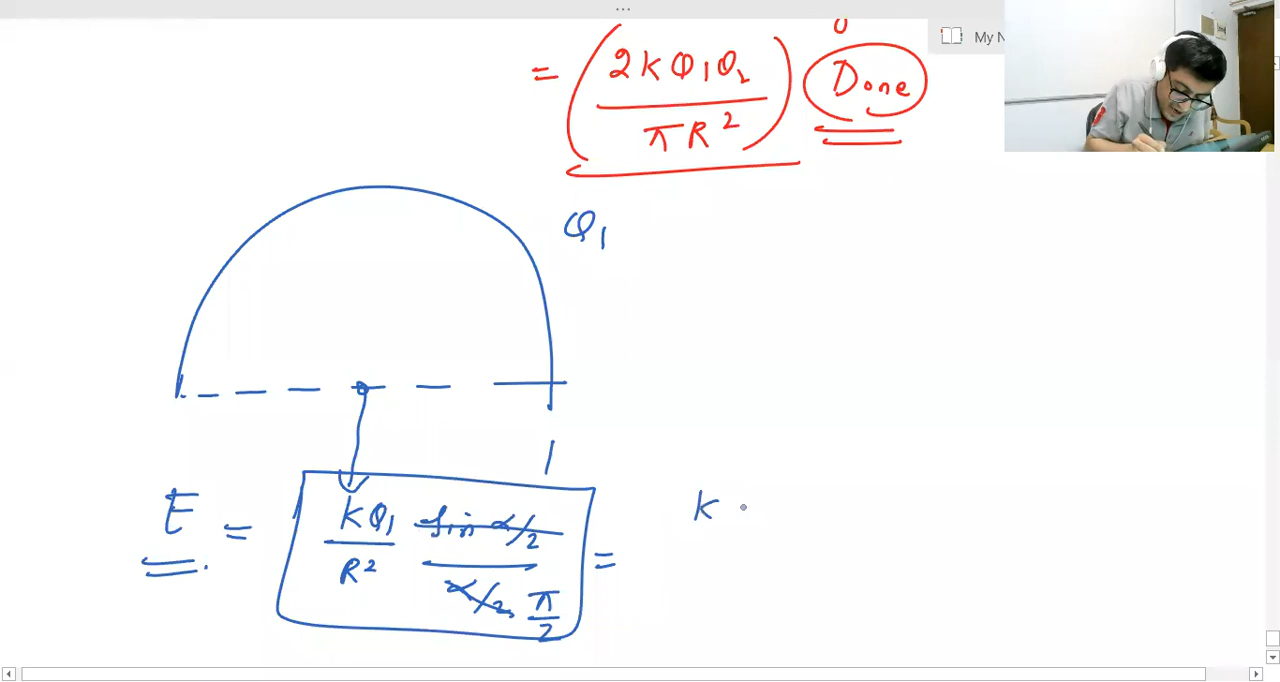 ...
My N
= (2KQ₁Q₂ / πR²) Done
Q₁
E = KQ₁/R² sin α/2 / α/2 π/2 = K